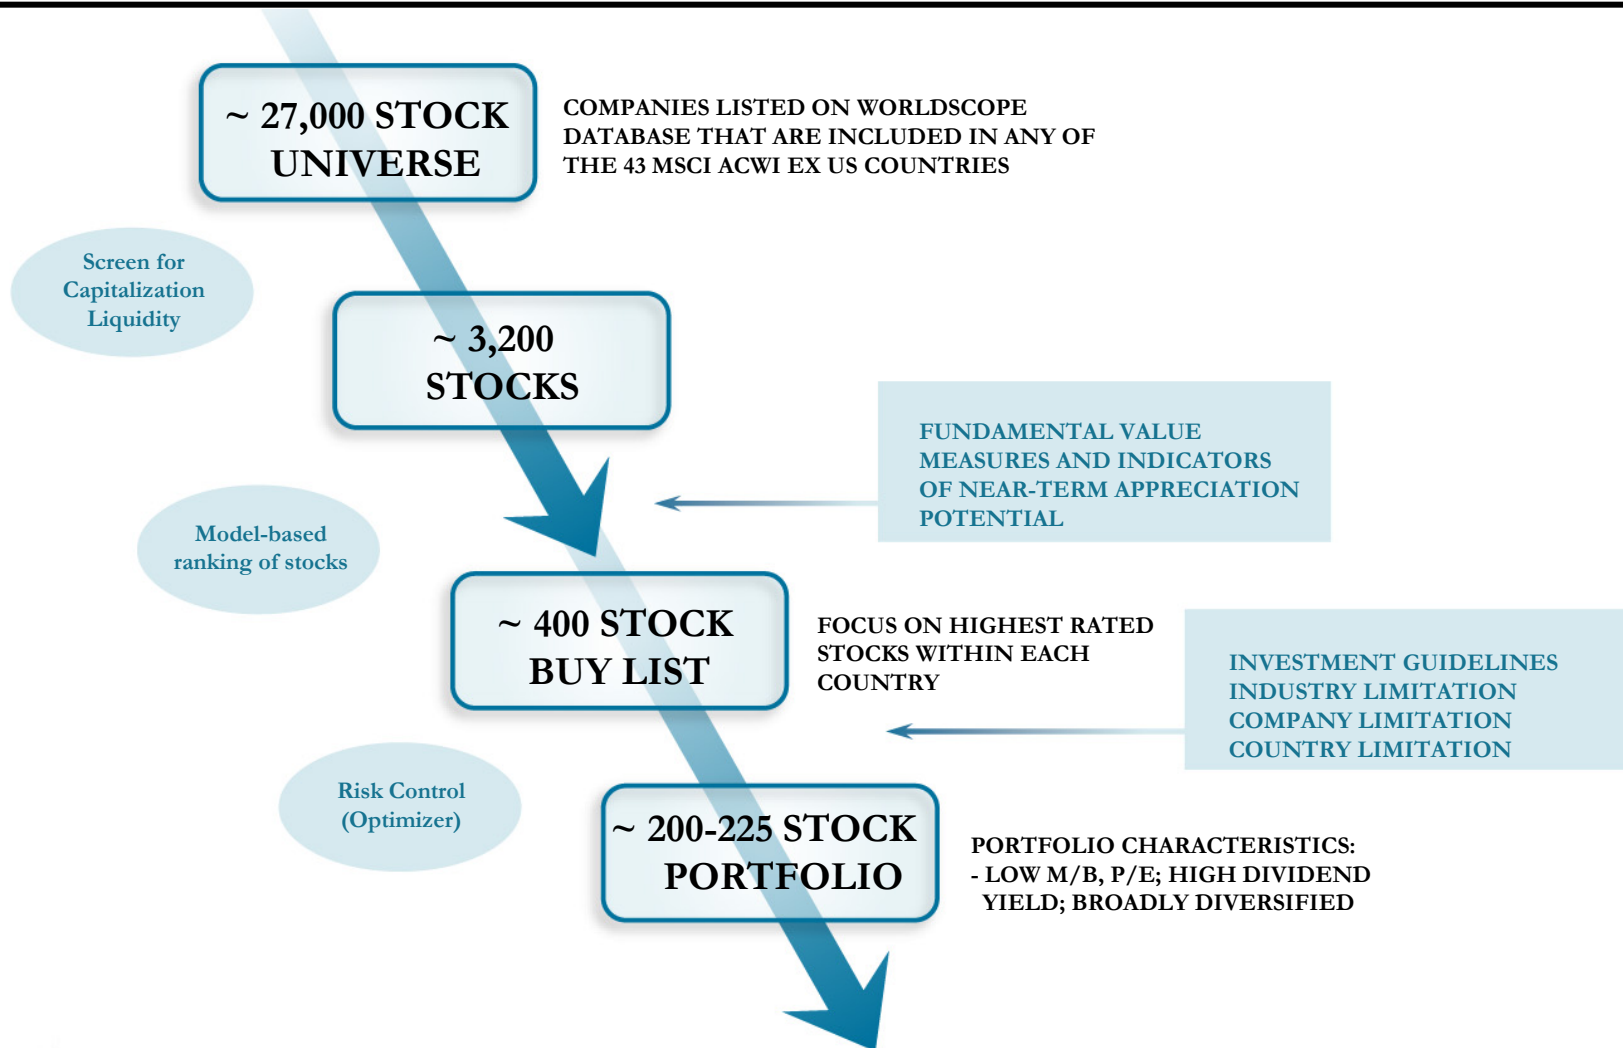 ~ 27,000 STOCK
UNIVERSE
COMPANIES LISTED ON WORLDSCOPE
DATABASE THAT ARE INCLUDED IN ANY OF
THE 43 MSCI ACWI EX US COUNTRIES
Screen for
Capitalization
Liquidity
~ 3,200
STOCKS
FUNDAMENTAL VALUE
MEASURES AND INDICATORS
OF NEAR-TERM APPRECIATION
POTENTIAL
Model-based
ranking of stocks
~ 400 STOCK
BUY LIST
FOCUS ON HIGHEST RATED
STOCKS WITHIN EACH
COUNTRY
INVESTMENT GUIDELINES
INDUSTRY LIMITATION
COMPANY LIMITATION
COUNTRY LIMITATION
Risk Control
(Optimizer)
~ 200-225 STOCK
PORTFOLIO
PORTFOLIO CHARACTERISTICS:
- LOW M/B, P/E; HIGH DIVIDEND
YIELD; BROADLY DIVERSIFIED